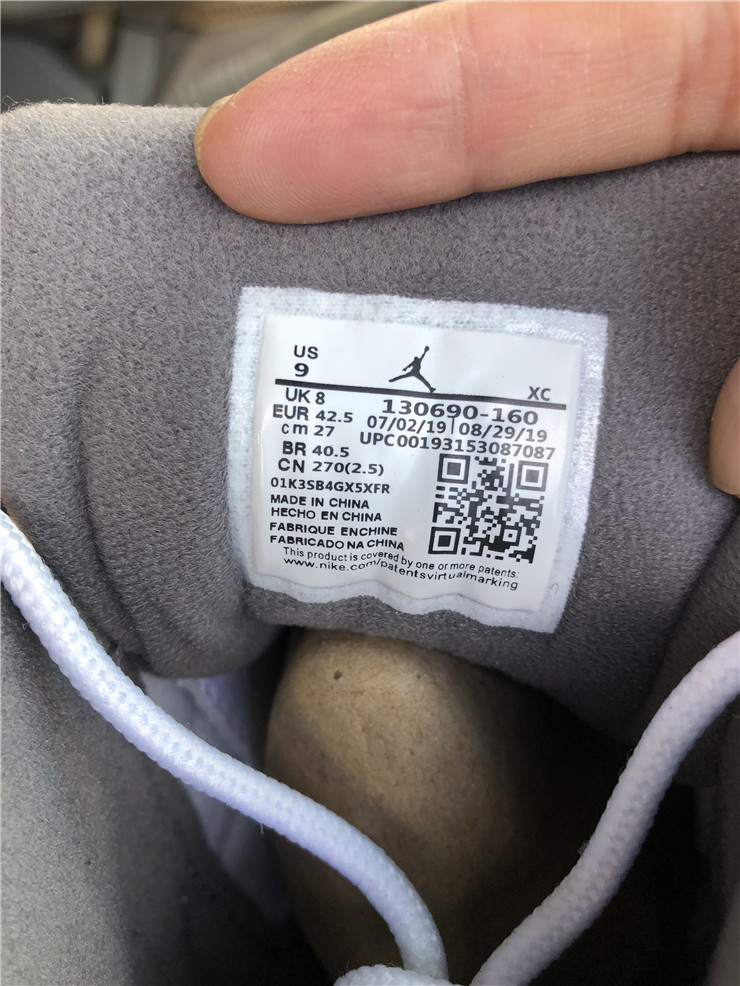 US
9
XC
UK 8
130690-160
EUR 42.5
07/02/19 | 08/29/19
cm 27
UPC00193153087087
BR 40.5
CN 270(2.5)
01K3SB4GX5XFR
MADE IN CHINA
HECHO EN CHINA
FABRIQUE ENCHINE
FABRICADO NA CHINA
This product is covered by one or more patents:
www.nike.com/patentsvirtualmarking